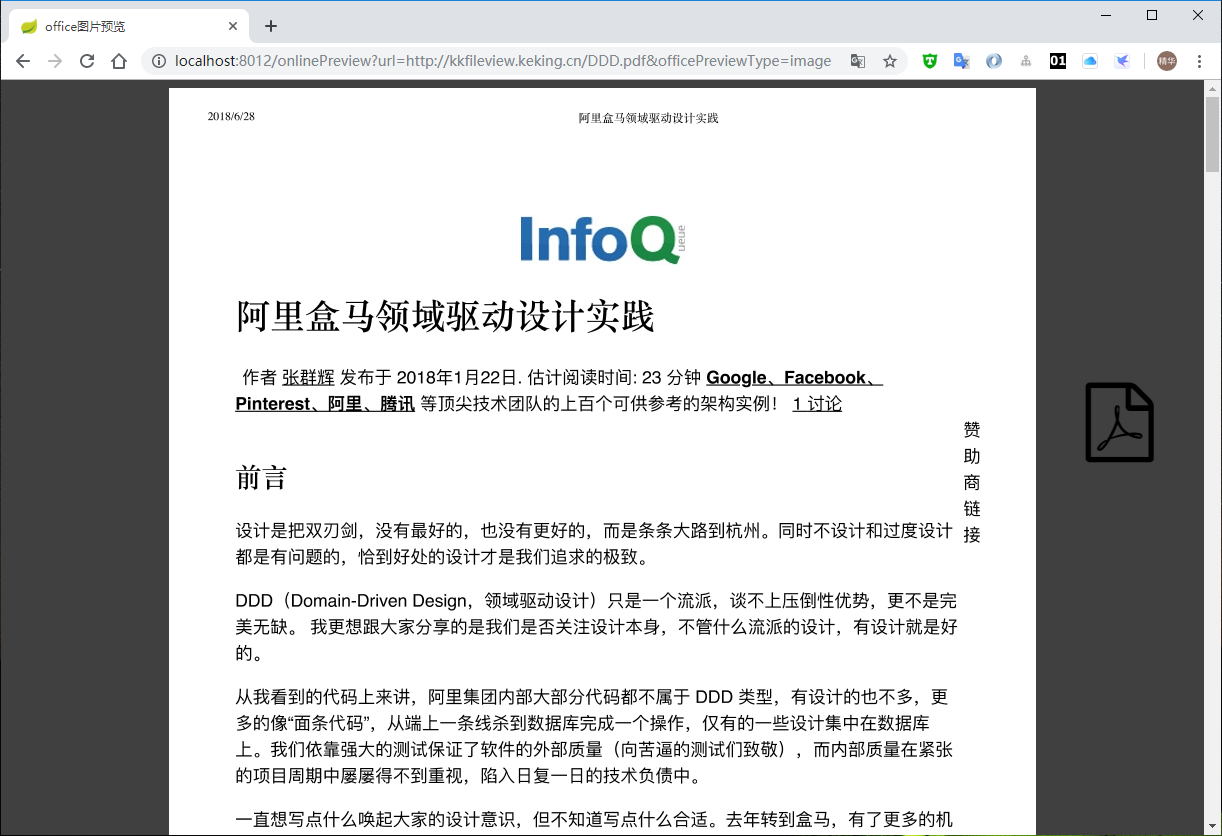 office图片预览
localhost:8012/onlinePreview?url=http://kkfileview.keking.cn/DDD.pdf&officePreviewType=image
01
精华
2018/6/28
阿里盒马领域驱动设计实践
InfoQ
ueue
阿里盒马领域驱动设计实践
作者 张群辉 发布于 2018年1月22日. 估计阅读时间: 23 分钟 Google、Facebook、
Pinterest、阿里、腾讯 等顶尖技术团队的上百个可供参考的架构实例！ 1 讨论
赞
助
商
链
接
前言
设计是把双刃剑，没有最好的，也没有更好的，而是条条大路到杭州。同时不设计和过度设计
都是有问题的，恰到好处的设计才是我们追求的极致。
DDD（Domain-Driven Design，领域驱动设计）只是一个流派，谈不上压倒性优势，更不是完
美无缺。 我更想跟大家分享的是我们是否关注设计本身，不管什么流派的设计，有设计就是好
的。
从我看到的代码上来讲，阿里集团内部大部分代码都不属于 DDD 类型，有设计的也不多，更
多的像“面条代码”，从端上一条线杀到数据库完成一个操作，仅有的一些设计集中在数据库
上。我们依靠强大的测试保证了软件的外部质量（向苦逼的测试们致敬），而内部质量在紧张
的项目周期中屡屡得不到重视，陷入日复一日的技术负债中。
一直想写点什么唤起大家的设计意识，但不知道写点什么合适。去年转到盒马，有了更多的机